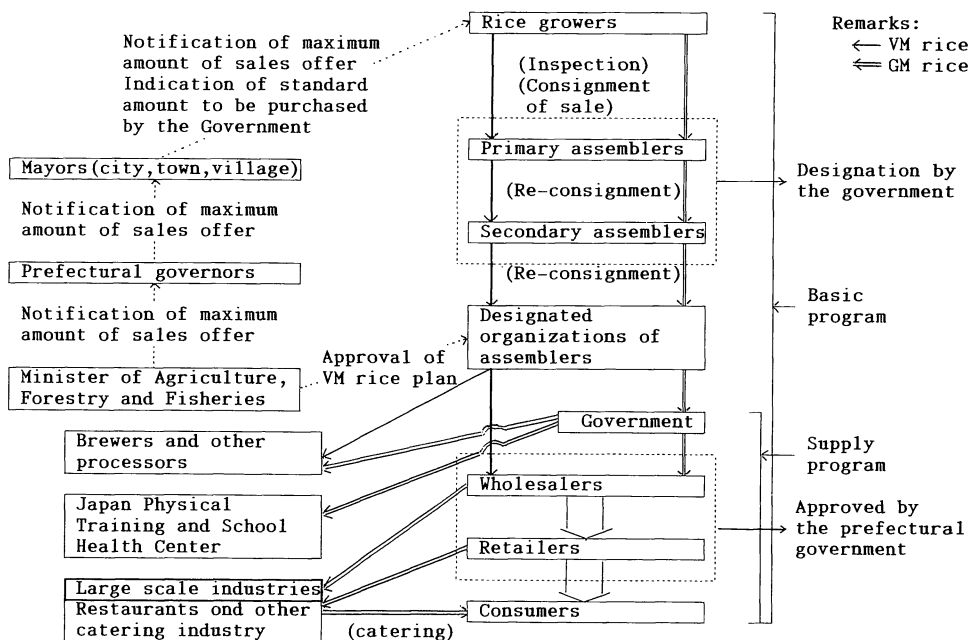 Rice growers
Remarks:
VM rice
GM rice
Notification of maximum
amount of sales offer
Indication of standard
amount to be purchased
by the Government
(Inspection)
(Consignment
of sale)
Primary assemblers
Mayors(city,town,village)
Designation by
the government
(Re-consignment)
Notification of maximum
amount of sales offer
Secondary assemblers
Prefectural governors
(Re-consignment)
Basic
program
Notification of maximum
amount of sales offer
Designated
organizations of
assemblers
Approval of
VM rice plan
Minister of Agriculture,
Forestry and Fisheries
Government
Brewers and other
processors
Supply
program
Wholesalers
Japan Physical
Training and School
Health Center
Approved by
the prefectural
government
Retailers
Large scale industries
Restaurants ond other
catering industry
(catering)
Consumers